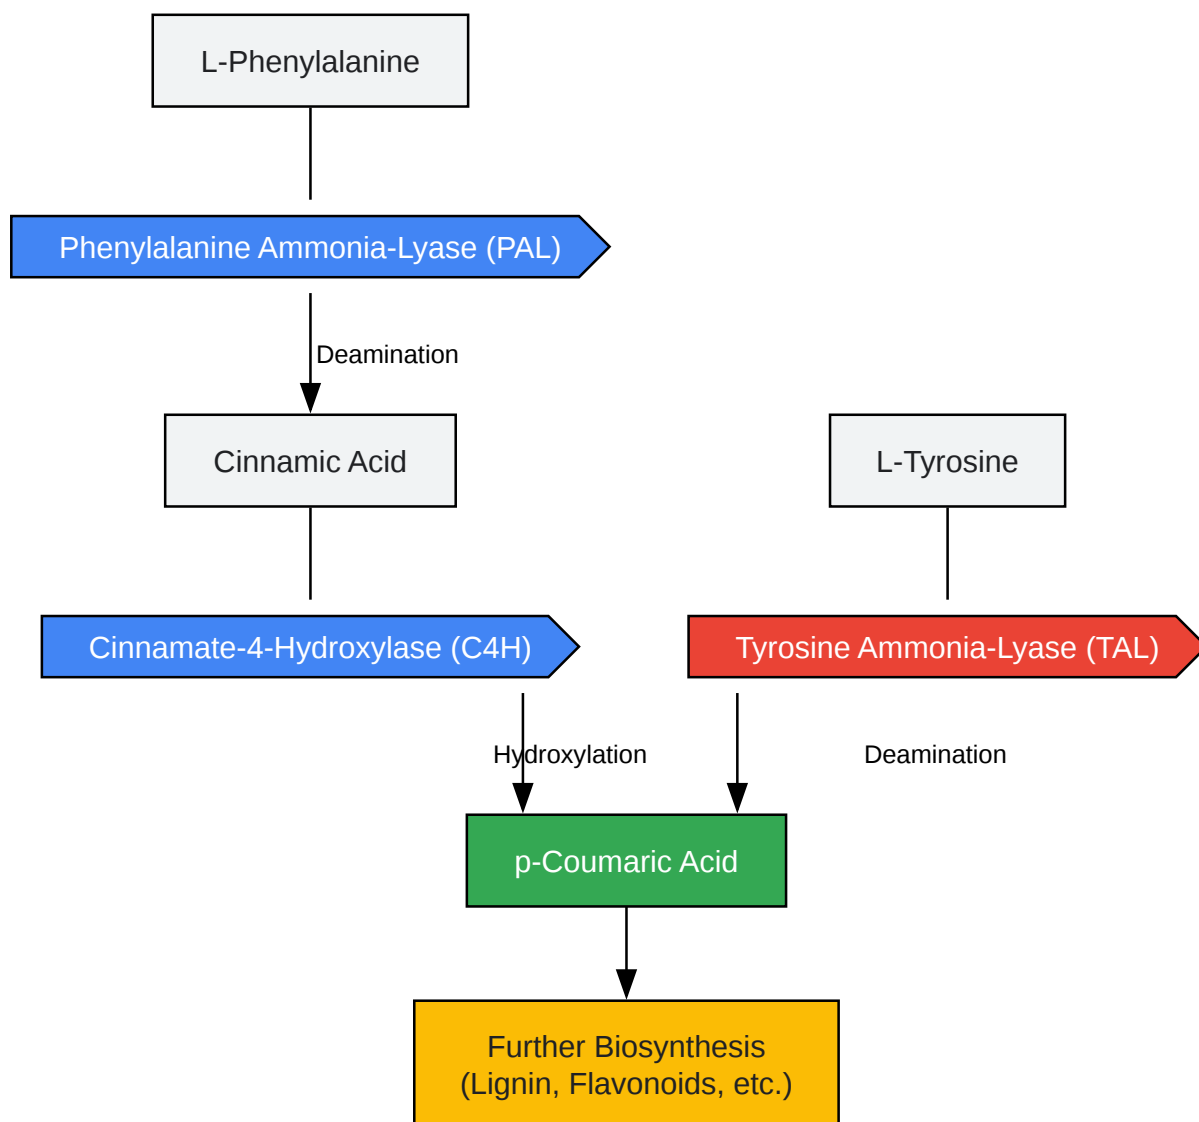 L-Phenylalanine
Phenylalanine Ammonia-Lyase (PAL)
Deamination
Cinnamic Acid
L-Tyrosine
Cinnamate-4-Hydroxylase (C4H)
Tyrosine Ammonia-Lyase (TAL)
Hydroxylation
Deamination
p-Coumaric Acid
Further Biosynthesis
(Lignin, Flavonoids, etc.)